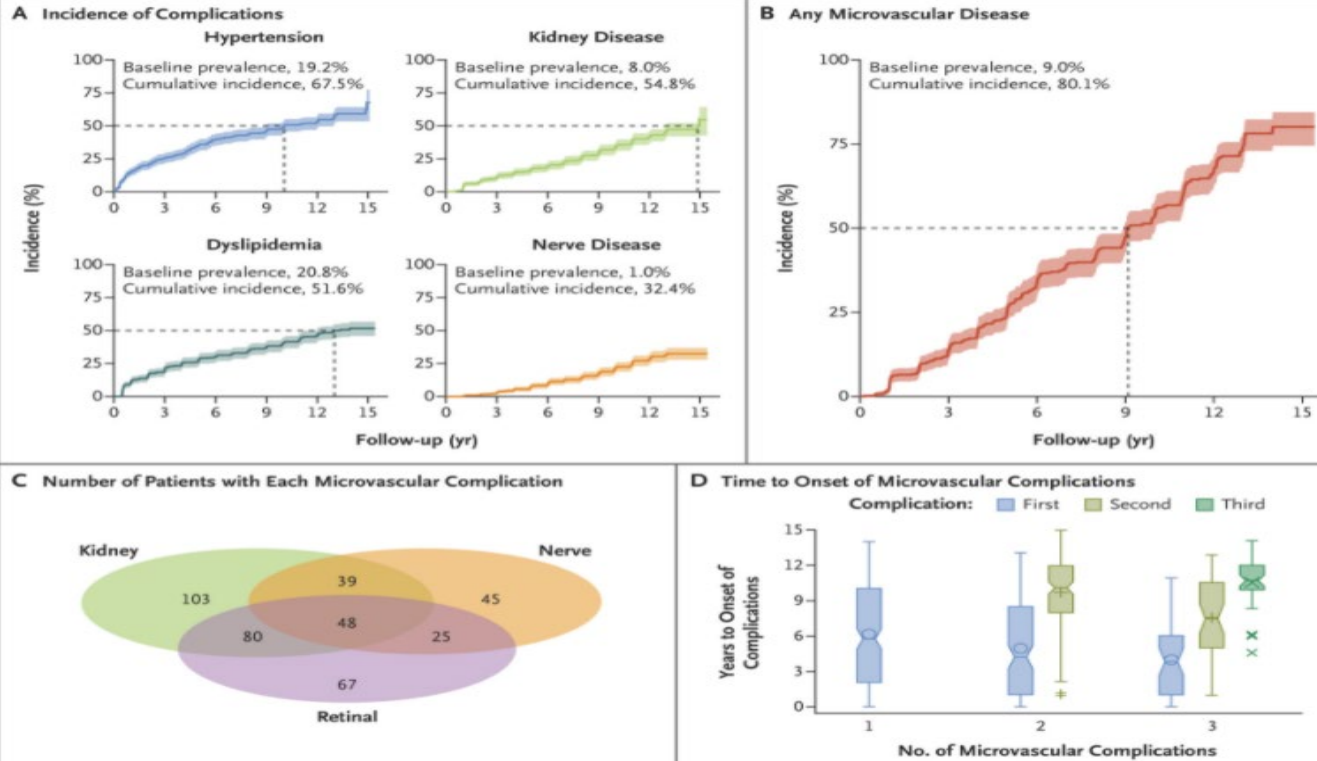 A Incidence of Complications
Hypertension
100
75
50
25
0
Baseline prevalence, 19.2%
Cumulative incidence, 67.5%
0 3 6 9 12 15
Kidney Disease
100
75
50
25
0
Baseline prevalence, 8.0%
Cumulative incidence, 54.8%
0 3 6 9 12 15
Incidence (%)
Dyslipidemia
100
75
50
25
0
Baseline prevalence, 20.8%
Cumulative incidence, 51.6%
0 3 6 9 12 15
Nerve Disease
100
75
50
25
0
Baseline prevalence, 1.0%
Cumulative incidence, 32.4%
0 3 6 9 12 15
Follow-up (yr)
B Any Microvascular Disease
100
75
50
25
0
Baseline prevalence, 9.0%
Cumulative incidence, 80.1%
Incidence (%)
0 3 6 9 12 15
Follow-up (yr)
C Number of Patients with Each Microvascular Complication
Kidney
Nerve
39
103
45
48
80
25
67
Retinal
D Time to Onset of Microvascular Complications
Complication: First Second Third
Years to Onset of
Complications
15
12
9
6
3
0
1 2 3
No. of Microvascular Complications